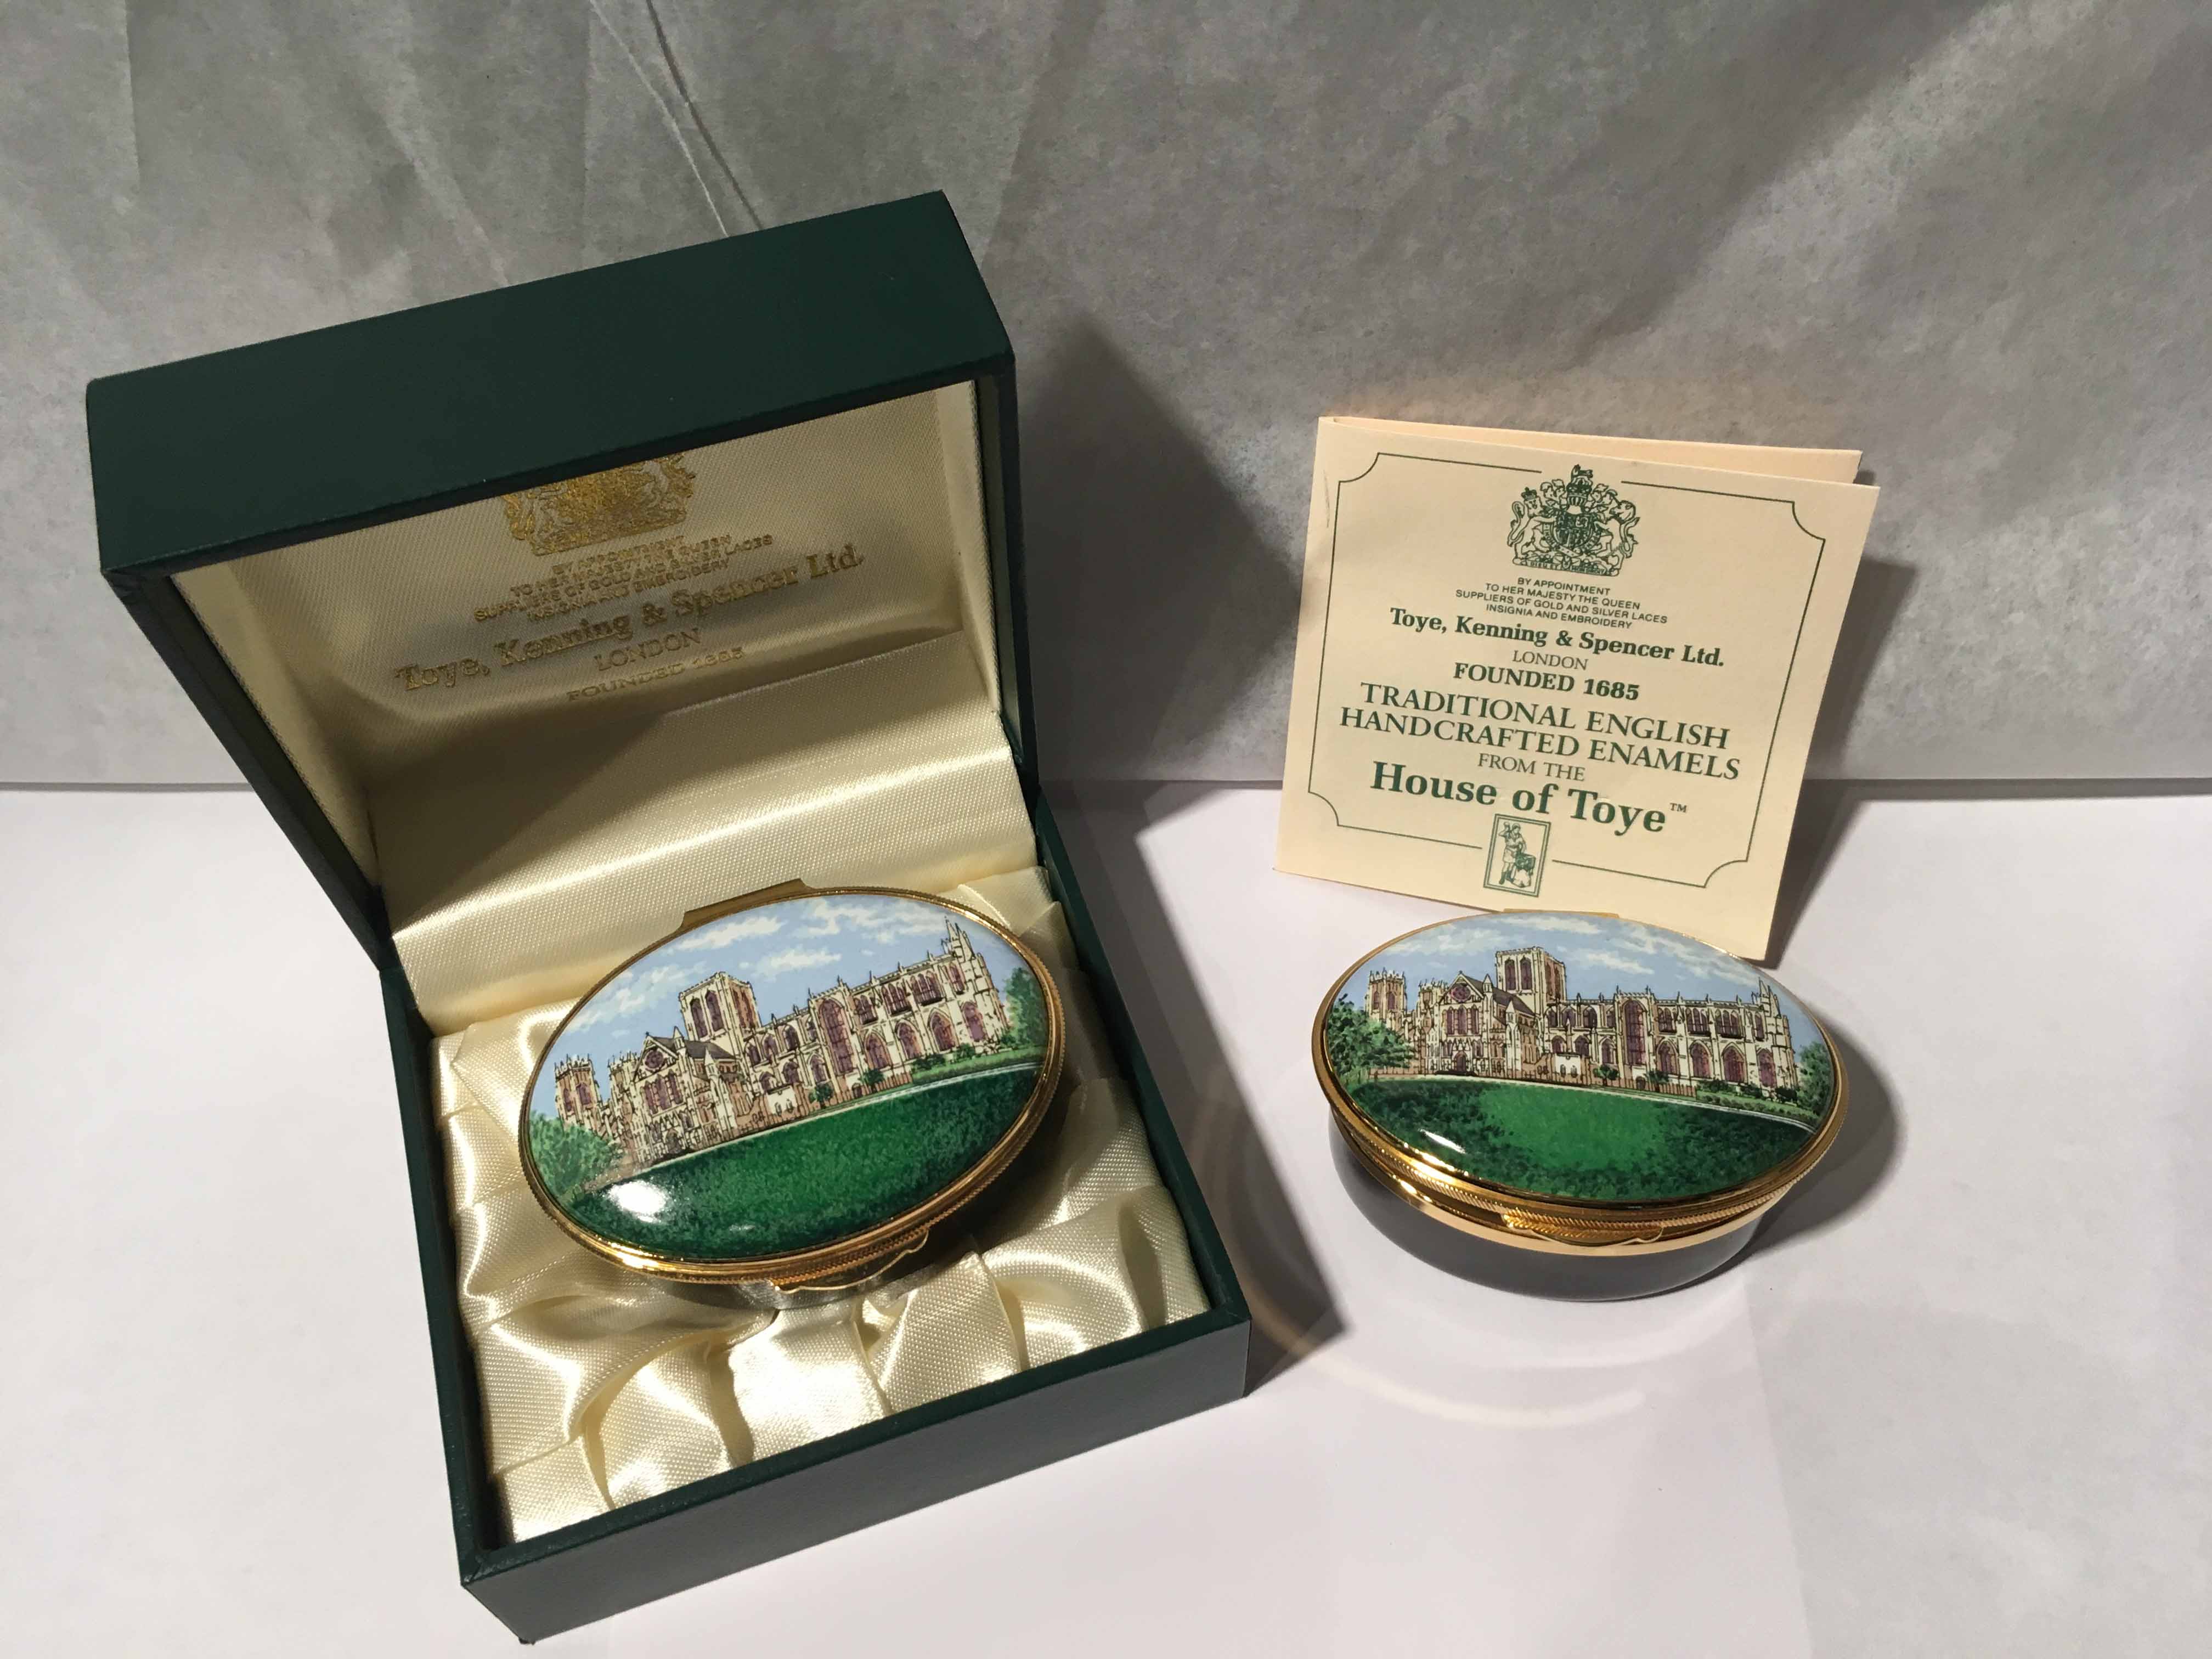 BY APPOINTMENT
TO HER MAJESTY THE QUEEN
SUPPLIERS OF GOLD AND SILVER LACES
INSIGNIA AND EMBROIDERY
Toye, Kenning & Spencer Ltd.
LONDON
FOUNDED 1685
BY APPOINTMENT
TO HER MAJESTY THE QUEEN
SUPPLIERS OF GOLD AND SILVER LACES
INSIGNIA AND EMBROIDERY
Toye, Kenning & Spencer Ltd.
LONDON
FOUNDED 1685
TRADITIONAL ENGLISH
HANDCRAFTED ENAMELS
FROM THE
House of Toye™